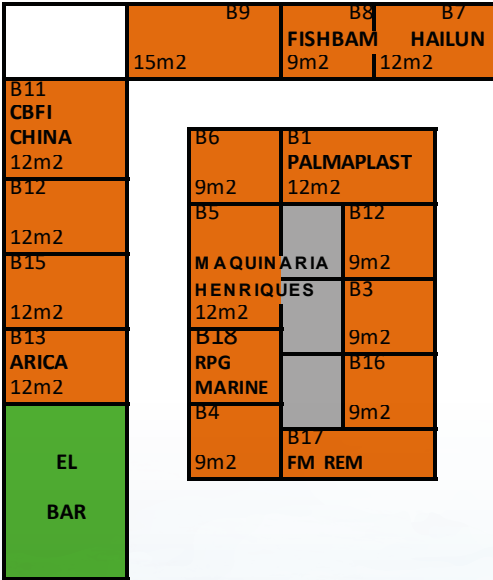 B9
15m2
B8
FISHBAM
9m2
B7
HAILUN
12m2
B11
CBFI
CHINA
12m2
B12
12m2
B15
12m2
B13
ARICA
12m2
EL
BAR
B6
9m2
B1
PALMAPLAST
12m2
B5
MAQUINARIA
HENRIQUES
12m2
B12
9m2
B3
9m2
B18
RPG
MARINE
B16
9m2
B4
9m2
B17
FM REM